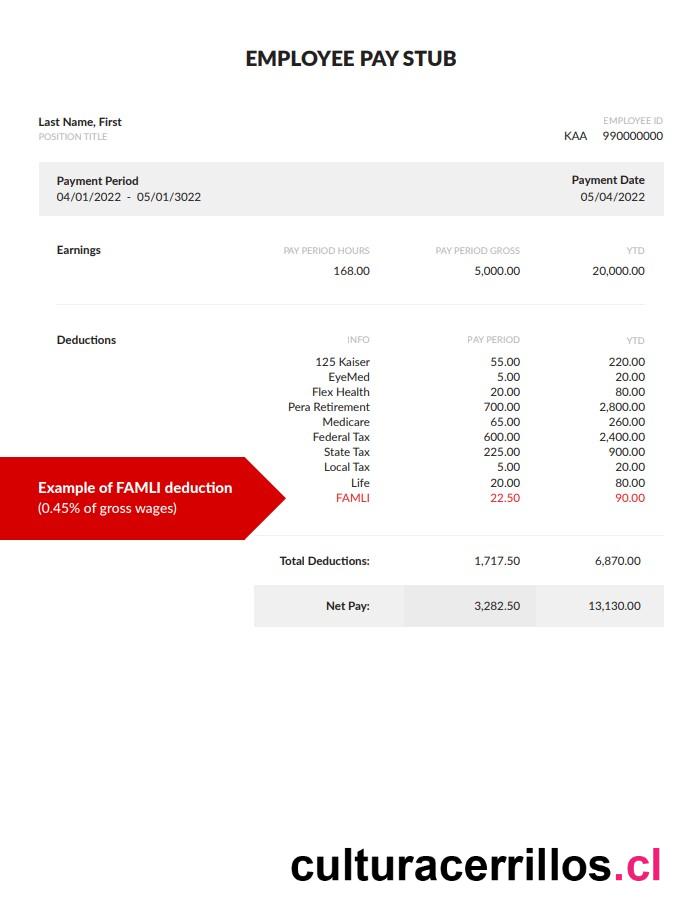 EMPLOYEE PAY STUB
Last Name, First
POSITION TITLE
EMPLOYEE ID
KAA 990000000
Payment Period
04/01/2022 - 05/01/3022
Payment Date
05/04/2022
Earnings PAY PERIOD HOURS PAY PERIOD GROSS YTD
168.00 5,000.00 20,000.00
Deductions INFO PAY PERIOD YTD
125 Kaiser 55.00 220.00
EyeMed 5.00 20.00
Flex Health 20.00 80.00
Pera Retirement 700.00 2,800.00
Medicare 65.00 260.00
Federal Tax 600.00 2,400.00
State Tax 225.00 900.00
Local Tax 5.00 20.00
Life 20.00 80.00
FAMLI 22.50 90.00
Example of FAMLI deduction
(0.45% of gross wages)
Total Deductions: 1,717.50 6,870.00
Net Pay: 3,282.50 13,130.00
culturacerrillos.cl